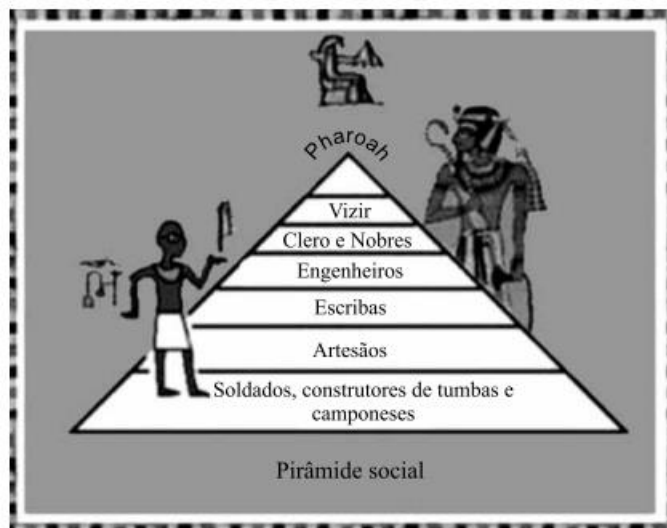 Pharoah
Vizir
Clero e Nobres
Engenheiros
Escribas
Artesãos
Soldados, construtores de tumbas e
camponeses
Pirâmide social